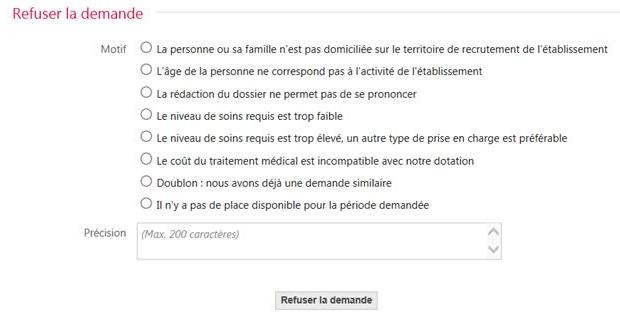 Refuser la demande
Motif La personne ou sa famille n'est pas domiciliée sur le territoire de recrutement de l'établissement
L'âge de la personne ne correspond pas à l'activité de l'établissement
La rédaction du dossier ne permet pas de se prononcer
Le niveau de soins requis est trop faible
Le niveau de soins requis est trop élevé, un autre type de prise en charge est préférable
Le coût du traitement médical est incompatible avec notre dotation
Doublon : nous avons déjà une demande similaire
Il n'y a pas de place disponible pour la période demandée
Précision (Max. 200 caractères)
Refuser la demande